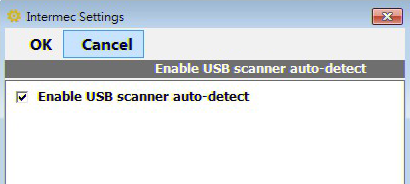 Intermec Settings
OK Cancel
Enable USB scanner auto-detect
Enable USB scanner auto-detect